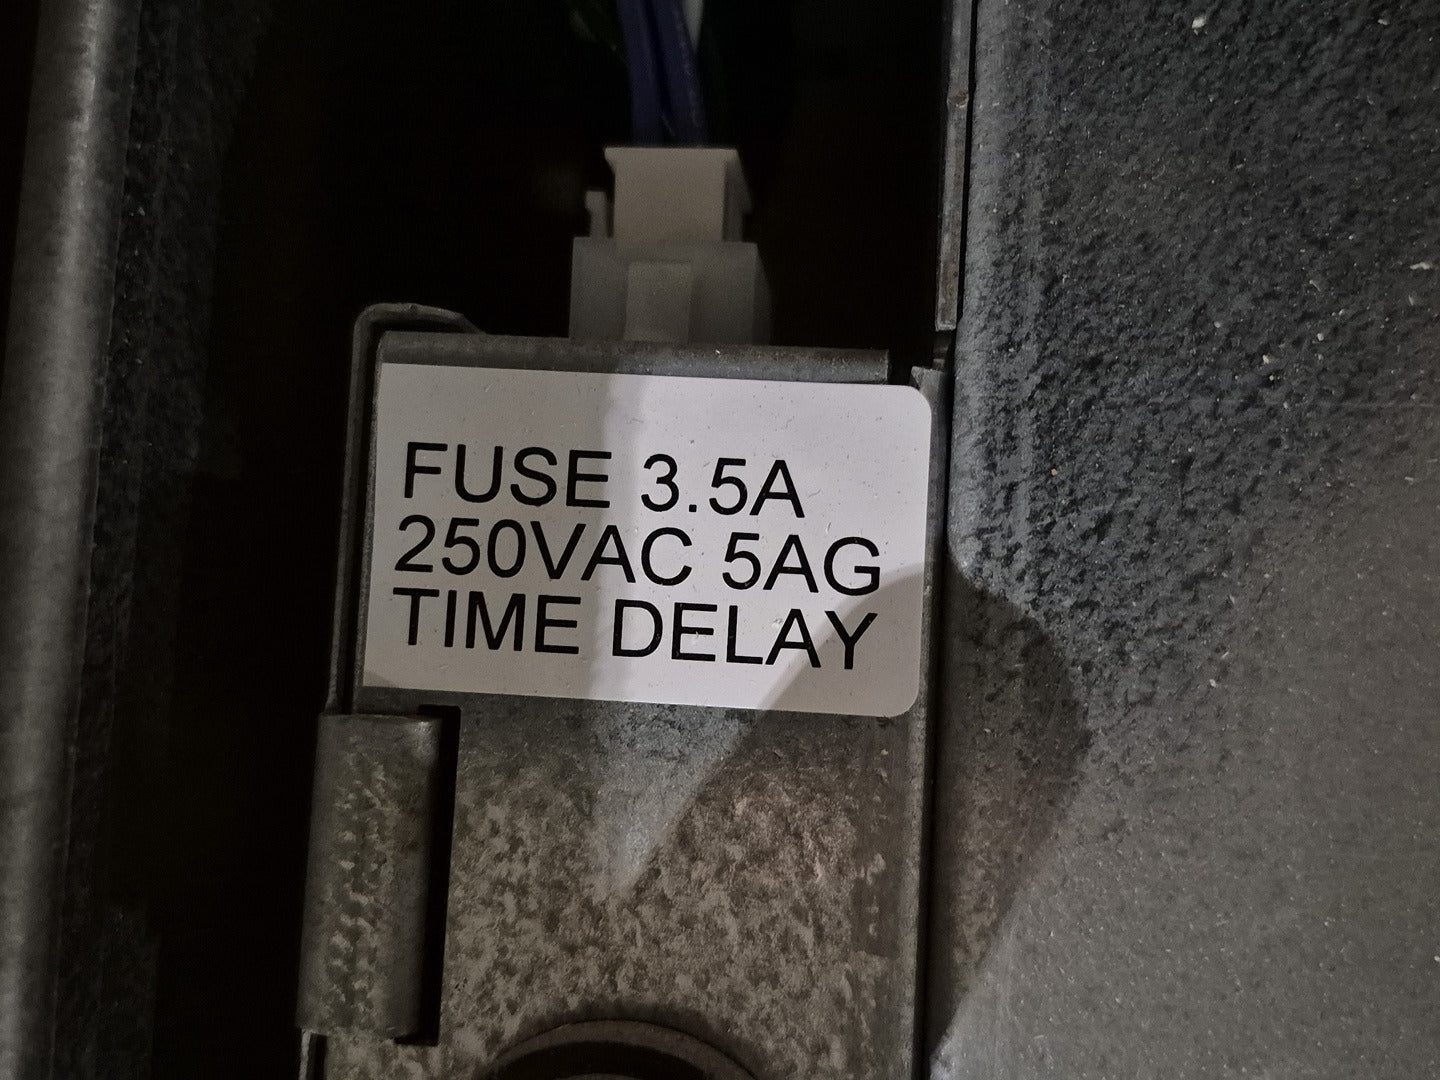 FUSE 3.5A
250VAC 5AG
TIME DELAY